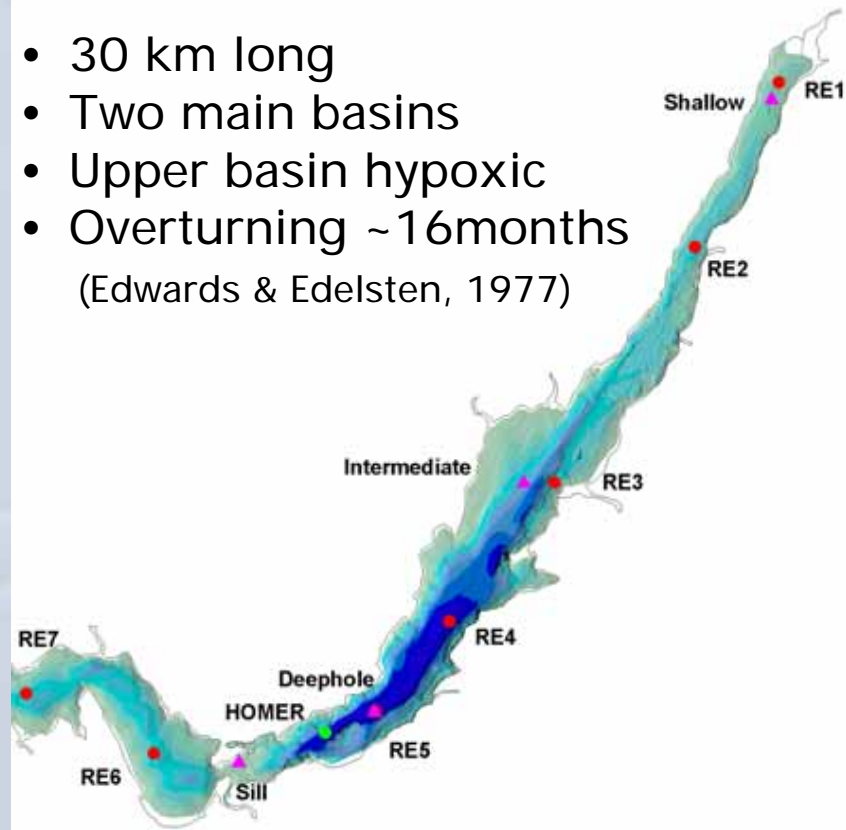 • 30 km long
• Two main basins
• Upper basin hypoxic
• Overturning ~16months
(Edwards & Edelsten, 1977)
Shallow
RE1
RE2
Intermediate
RE3
RE4
RE7
Deephole
HOMER
RE5
RE6
Sill